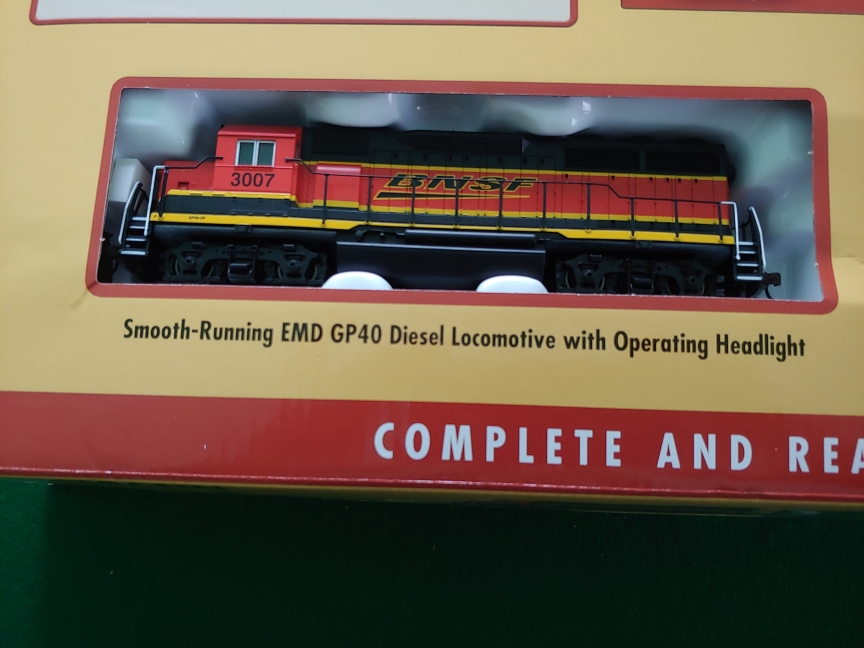 3007
BNSF
Smooth-Running EMD GP40 Diesel Locomotive with Operating Headlight
COMPLETE AND REA